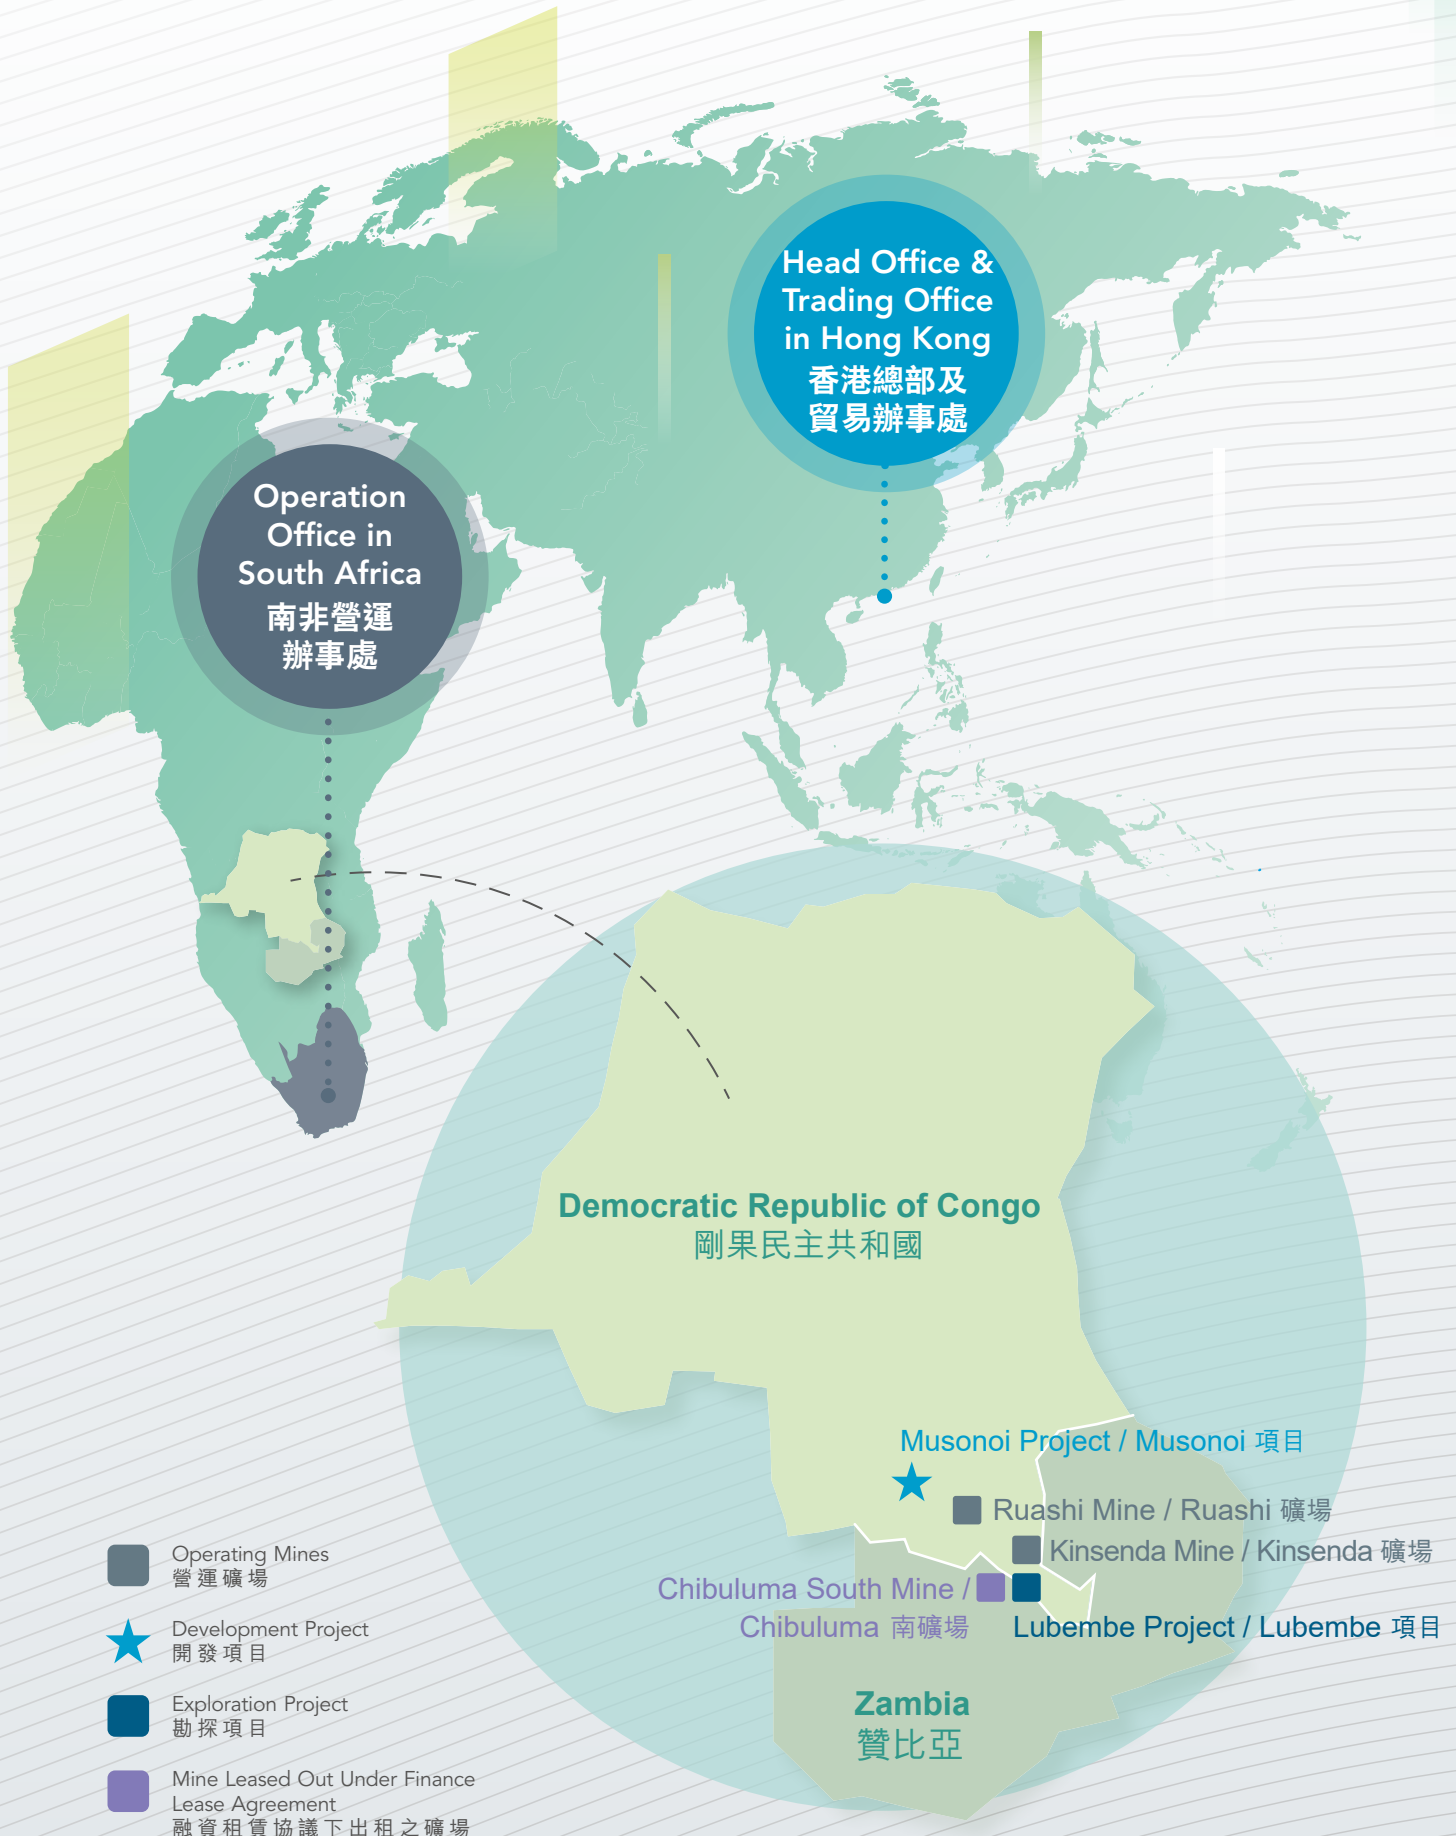 Head Office &
Trading Office
in Hong Kong
香港總部及
貿易辦事處
Operation
Office in
South Africa
南非營運
辦事處
Democratic Republic of Congo
剛果民主共和國
Musonoi Project / Musonoi 項目
Ruashi Mine / Ruashi 礦場
Kinsenda Mine / Kinsenda 礦場
Chibuluma South Mine /
Chibuluma 南礦場
Lubembe Project / Lubembe 項目
Zambia
贊比亞
Operating Mines
營運礦場
Development Project
開發項目
Exploration Project
勘探項目
Mine Leased Out Under Finance
Lease Agreement
融資租賃協議下出租之礦場